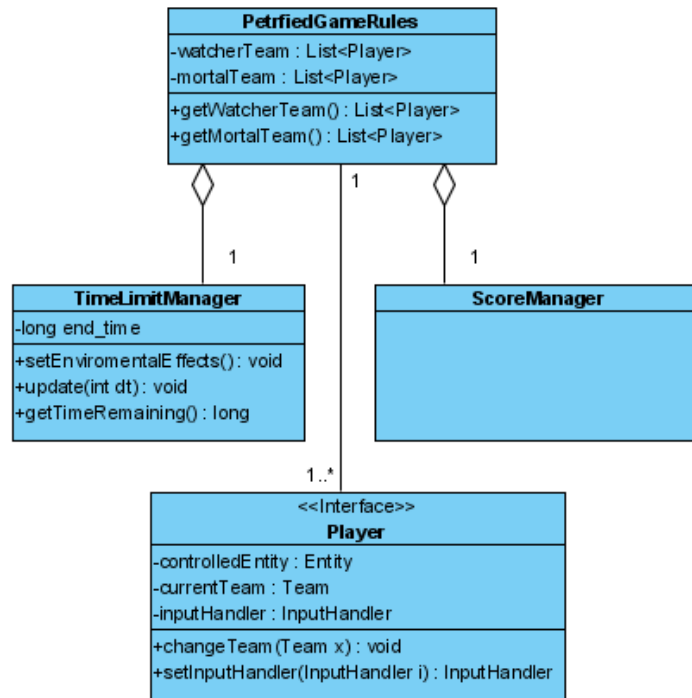 PetrfiedGameRules
-watcherTeam : List<Player>
-mortalTeam : List<Player>
+getWatcherTeam() : List<Player>
+getMortalTeam() : List<Player>
1
1
1
TimeLimitManager
-long end_time
+setEnviromentalEffects() : void
+update(int dt) : void
+getTimeRemaining() : long
ScoreManager
1..*
<<Interface>>
Player
-controlledEntity : Entity
-currentTeam : Team
-inputHandler : InputHandler
+changeTeam(Team x) : void
+setInputHandler(InputHandler i) : InputHandler